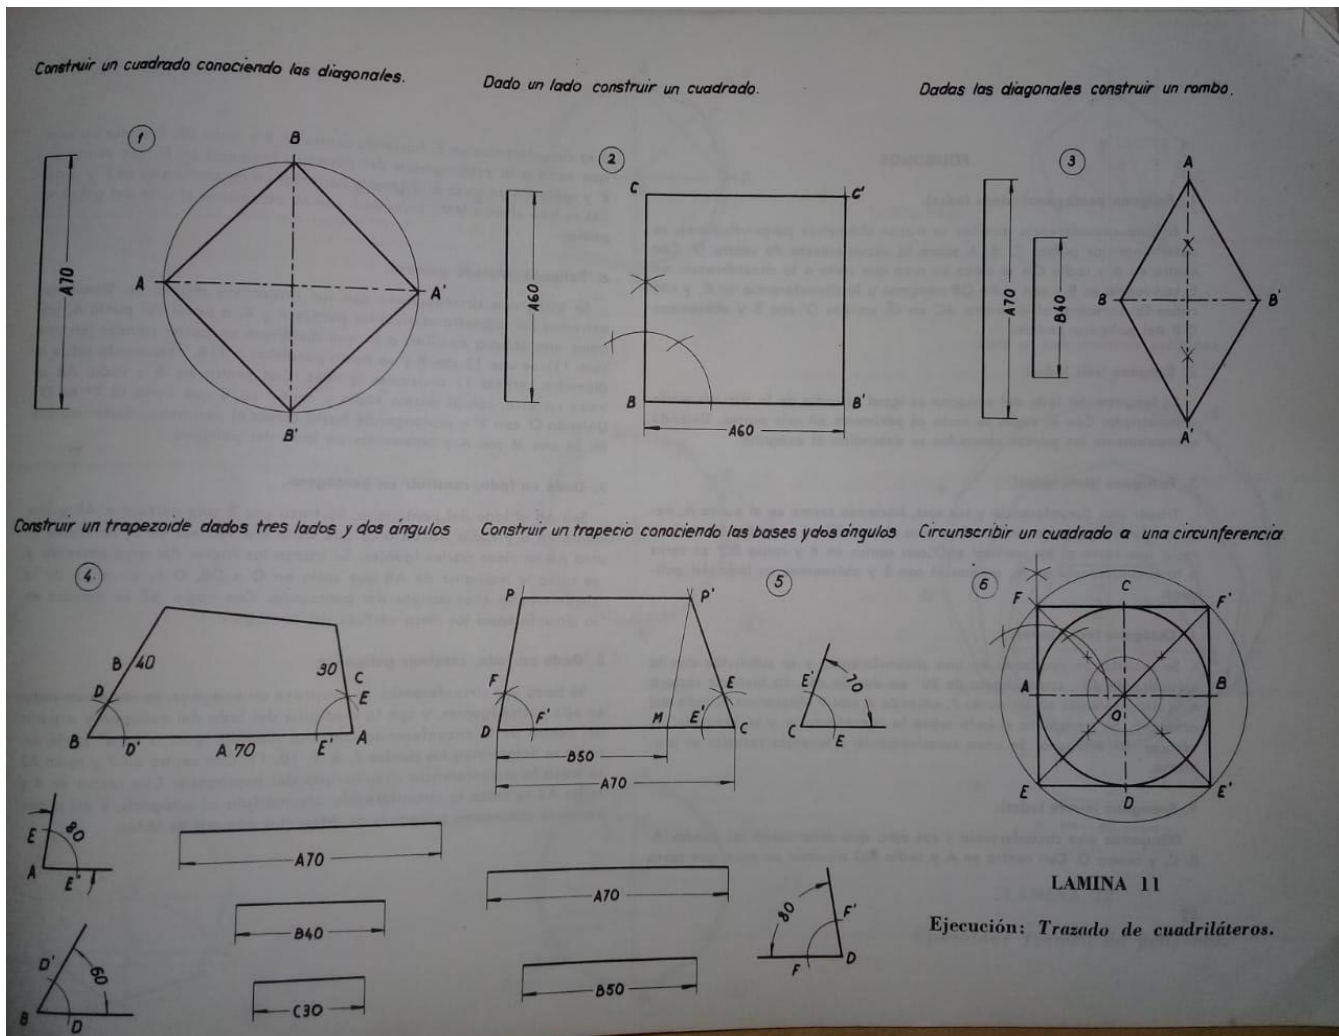 Construir un cuadrado conociendo las diagonales.
1
B
A70
A
A'
B'
Dado un lado construir un cuadrado.
2
C
C'
A60
B
B'
A60
Dadas las diagonales construir un rombo.
3
A
A70
B40
B
B'
A'
Construir un trapezoide dados tres lados y dos ángulos
4
B
40
30
C
D
E
B
D'
A 70
E'
A
E
80
A
E'
D'
60
B
D
A70
B40
C30
Construir un trapecio conociendo las bases y dos ángulos
5
P
P'
F
E
F'
M
E'
D
C
B50
A70
E'
70
C
E
A70
80
F'
F
D
B50
Circunscribir un cuadrado a una circunferencia
6
F
C
F'
A
B
O
E
D
E'
LAMINA 11
Ejecución: Trazado de cuadriláteros.